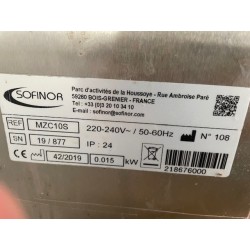 SOFINOR
Parc d'activités de la Houssoye - Rue Ambroise Paré
59280 BOIS-GRENIER - FRANCE
Tel : +33 (0)3 20 10 34 10
sofinor@sofinor.com
REF MZC10S 220-240V~ / 50-60Hz N° 108
SN 19 / 877 IP : 24
42/2019 0.015 kW 218676000